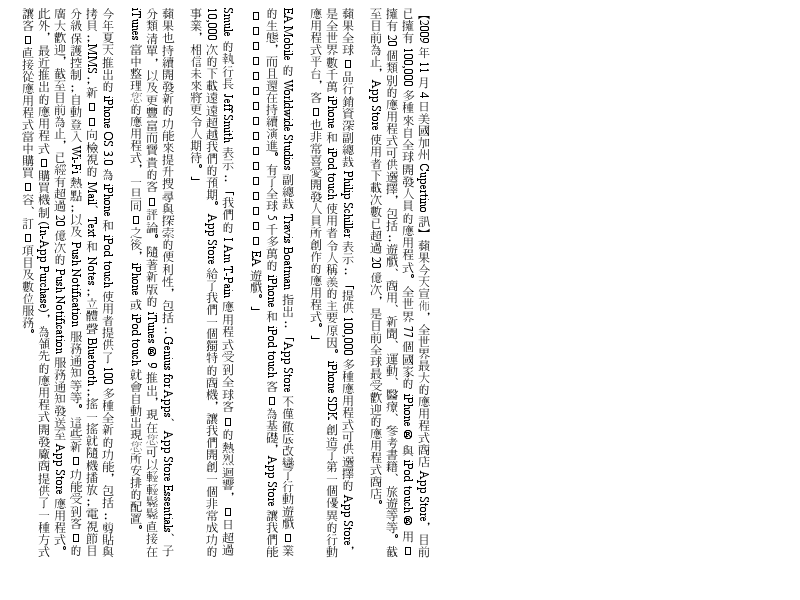 【2009 年 11 月 4 日美國加州 Cupertino 訊】蘋果今天宣佈，全世界最大的應用程式商店 App Store，目前
已擁有 100,000 多種來自全球開發人員的應用程式。全世界 77 個國家的 iPhone ® 與 iPod touch ® 用□
擁有 20 個類別的應用程式可供選擇，包括：遊戲、商用、新聞、運動、醫療、參考書籍、旅遊等等。截
至目前為止，App Store 使用者下載次數已超過 20 億次，是目前全球最受歡迎的應用程式商店。
蘋果全球□品行銷資深副總裁 Philip Schiller 表示：「提供 100,000 多種應用程式可供選擇的 App Store，
是全世界數千萬 iPhone 和 iPod touch 使用者令人稱羨的主要原因。iPhone SDK 創造了第一個優異的行動
應用程式平台，客□也非常喜愛開發人員所創作的應用程式。」
EA Mobile 的 Worldwide Studios 副總裁 Travis Boatman 指出：「App Store 不僅徹底改變了行動遊戲□業
的生態，而且還在持續演進。有了全球 5 千多萬的 iPhone 和 iPod touch 客□為基礎，App Store 讓我們能
□□□□□□□□□□□□□□□□ EA 遊戲。」
Smule 的執行長 Jeff Smith 表示：「我們的 I Am T-Pain 應用程式受到全球客□的熱烈迴響，□日超過
10,000 次的下載遠遠超越我們的預期。App Store 給了我們一個獨特的商機，讓我們開創一個非常成功的
事業，相信未來將更令人期待。」
蘋果也持續開發新的功能來提升搜尋與探索的便利性，包括：Genius for Apps、App Store Essentials、子
分類清單，以及更豐富而寶貴的客□評論。隨著新版的 iTunes ® 9 推出，現在您可以輕輕鬆鬆直接在
iTunes 當中整理您的應用程式，一旦同□之後，iPhone 或 iPod touch 就會自動出現您所安排的配置。
今年夏天推出的 iPhone OS 3.0 為 iPhone 和 iPod touch 使用者提供了 100 多種全新的功能，包括：剪貼與
拷貝；MMS；新□□向檢視的 Mail、Text 和 Notes；立體聲 Bluetooth；搖一搖就隨機播放；電視節目
分級保護控制；自動登入 Wi-Fi 熱點；以及 Push Notification 服務通知等等。這些新□功能受到客□的
廣大歡迎，截至目前為止，已經有超過 20 億次的 Push Notification 服務通知發送至 App Store 應用程式。
此外，最近推出的應用程式□購買機制 (In-App Purchase)，為領先的應用程式開發廠商提供了一種方式
讓客□直接從應用程式當中購買□容、訂□項目及數位服務。